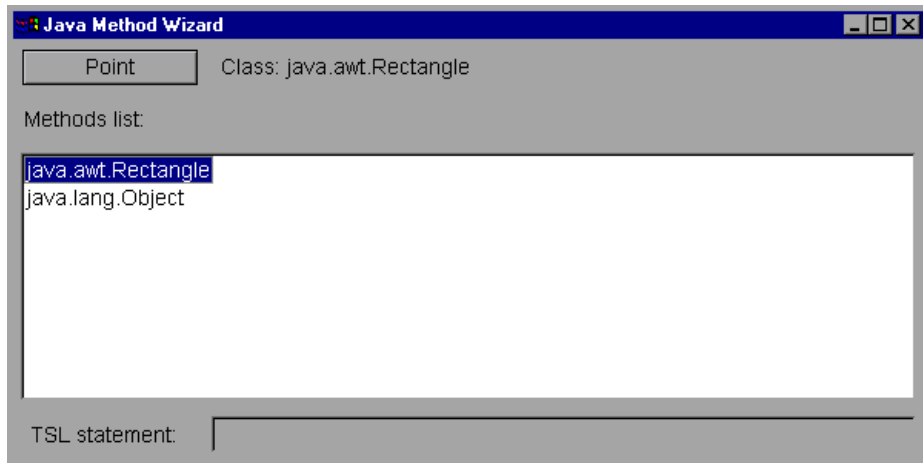 Java Method Wizard
Point Class: java.awt.Rectangle
Methods list:
java.awt.Rectangle
java.lang.Object
TSL statement: